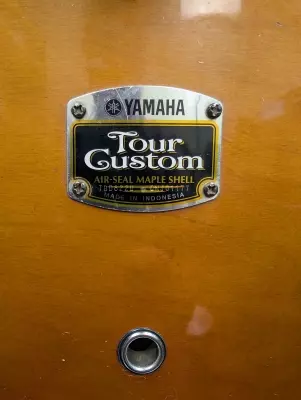 YAMAHA
Tour
Custom
AIR-SEAL MAPLE SHELL
MADE IN INDONESIA